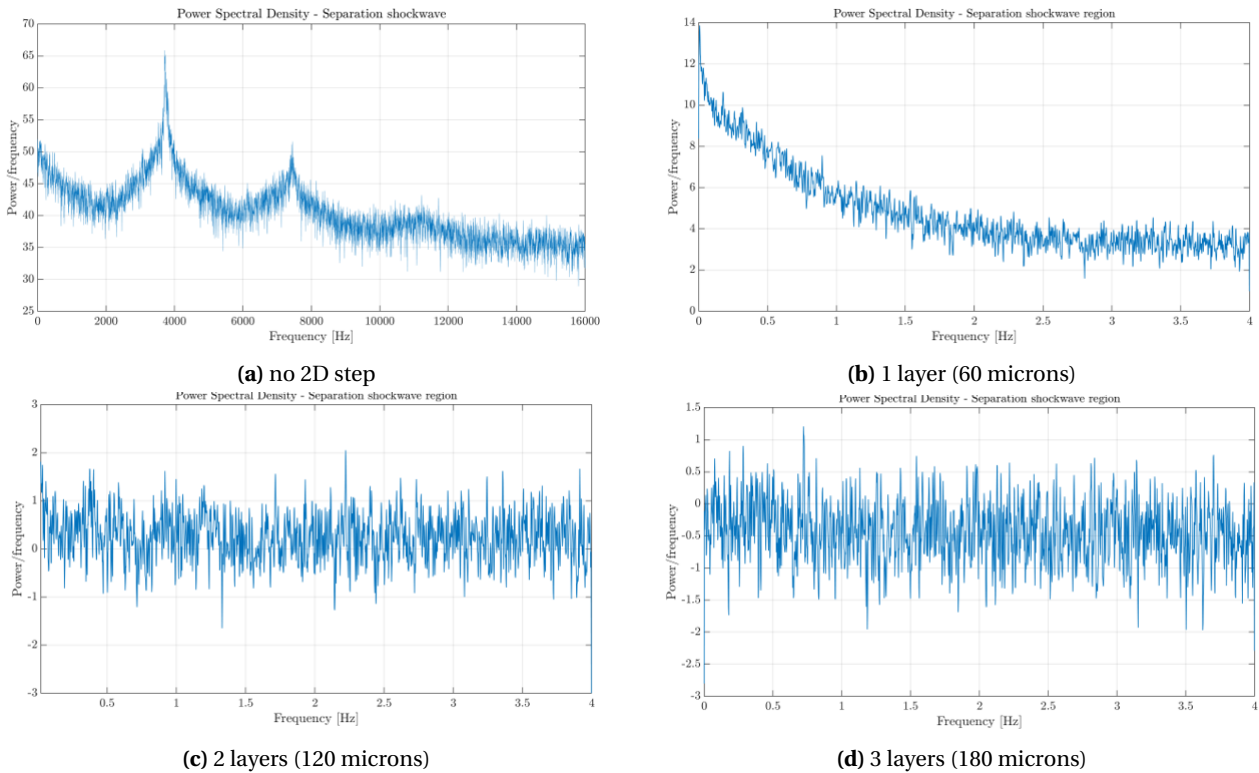 Power Spectral Density - Separation shockwave
Power/frequency
70
65
60
55
50
45
40
35
30
25
0 2000 4000 6000 8000 10000 12000 14000 16000
Frequency [Hz]
(a) no 2D step
Power Spectral Density - Separation shockwave region
Power/frequency
14
12
10
8
6
4
2
0
0 0.5 1 1.5 2 2.5 3 3.5 4
Frequency [Hz]
(b) 1 layer (60 microns)
Power Spectral Density - Separation shockwave region
Power/frequency
3
2
1
0
-1
-2
-3
0.5 1 1.5 2 2.5 3 3.5 4
Frequency [Hz]
(c) 2 layers (120 microns)
Power Spectral Density - Separation shockwave region
Power/frequency
1.5
1
0.5
0
-0.5
-1
-1.5
-2
-2.5
-3
0 0.5 1 1.5 2 2.5 3 3.5 4
Frequency [Hz]
(d) 3 layers (180 microns)